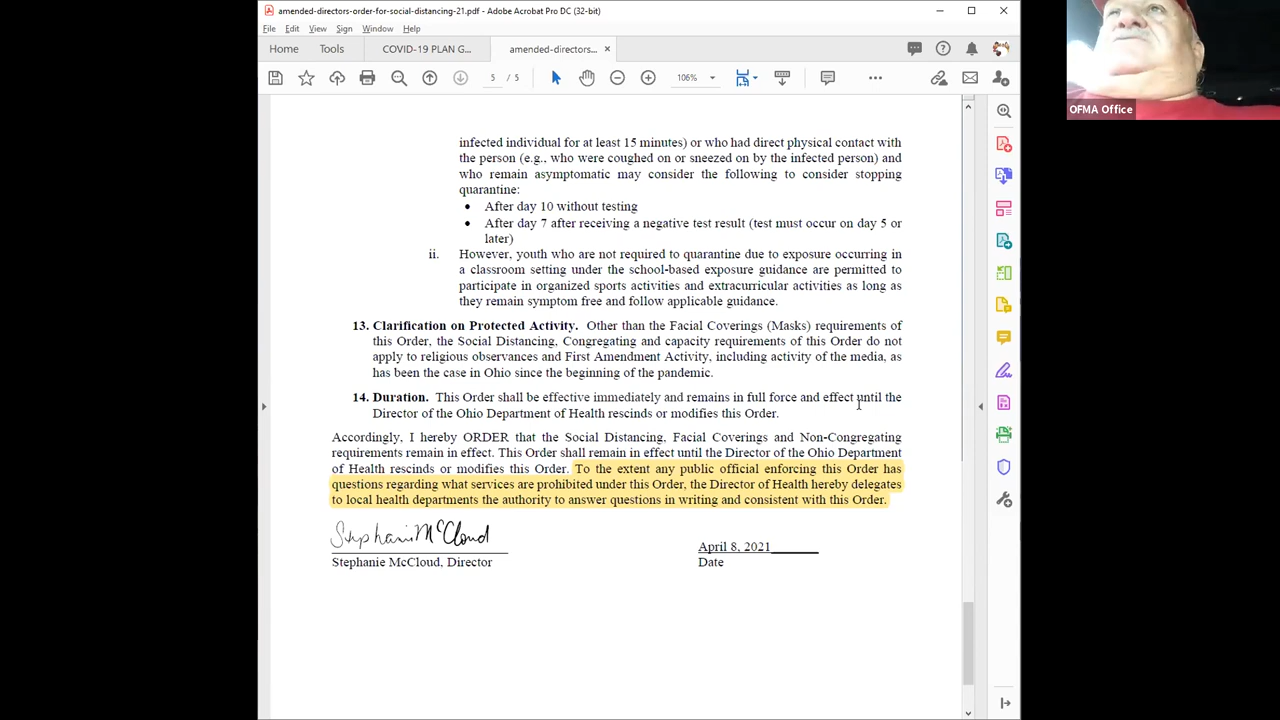 amended-directors-order-for-social-distancing-21.pdf - Adobe Acrobat Pro DC (32-bit)
File Edit View Sign Window Help
Home Tools COVID-19 PLAN G... amended-directors... ×
5 / 5 106%
OFMA Office
infected individual for at least 15 minutes) or who had direct physical contact with
the person (e.g., who were coughed on or sneezed on by the infected person) and
who remain asymptomatic may consider the following to consider stopping
quarantine:
• After day 10 without testing
• After day 7 after receiving a negative test result (test must occur on day 5 or
later)
ii. However, youth who are not required to quarantine due to exposure occurring in
a classroom setting under the school-based exposure guidance are permitted to
participate in organized sports activities and extracurricular activities as long as
they remain symptom free and follow applicable guidance.
13. Clarification on Protected Activity. Other than the Facial Coverings (Masks) requirements of
this Order, the Social Distancing, Congregating and capacity requirements of this Order do not
apply to religious observances and First Amendment Activity, including activity of the media, as
has been the case in Ohio since the beginning of the pandemic.
14. Duration. This Order shall be effective immediately and remains in full force and effect until the
Director of the Ohio Department of Health rescinds or modifies this Order.
Accordingly, I hereby ORDER that the Social Distancing, Facial Coverings and Non-Congregating
requirements remain in effect. This Order shall remain in effect until the Director of the Ohio Department
of Health rescinds or modifies this Order. To the extent any public official enforcing this Order has
questions regarding what services are prohibited under this Order, the Director of Health hereby delegates
to local health departments the authority to answer questions in writing and consistent with this Order.
Stephanie McCloud
April 8, 2021
Stephanie McCloud, Director Date